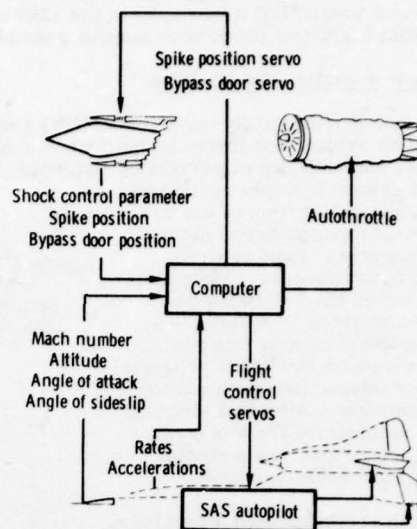 Spike position servo
Bypass door servo
Shock control parameter
Spike position
Bypass door position
Autothrottle
Computer
Mach number
Altitude
Angle of attack
Angle of sideslip
Flight
control
servos
Rates
Accelerations
SAS autopilot